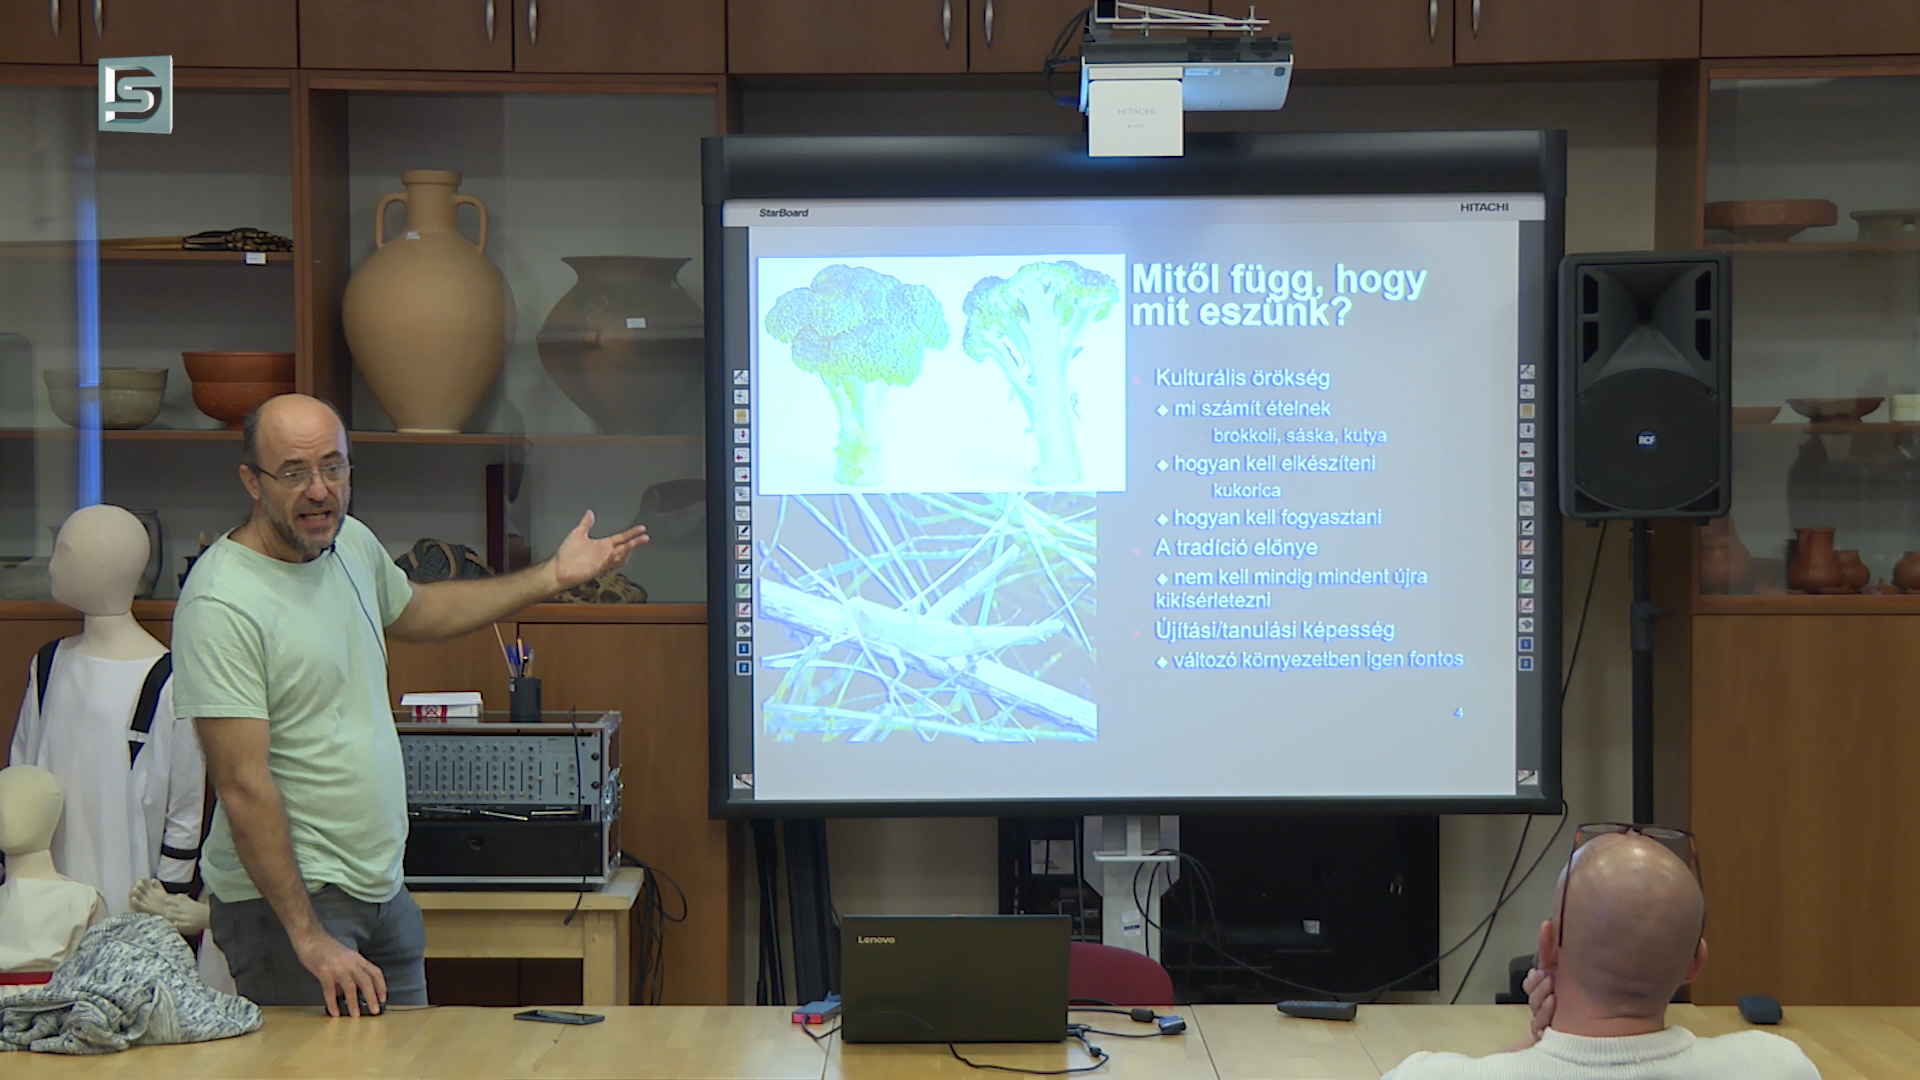 S
HITACHI
StarBoard
HITACHI
Mitől függ, hogy
mit eszünk?
Kulturális örökség
mi számít ételnek
brokkoli, sáska, kutya
hogyan kell elkészíteni
kukorica
hogyan kell fogyasztani
A tradíció előnye
nem kell mindig mindent újra
kikísérletezni
Újítási/tanulási képesség
változó környezetben igen fontos
4
RCF
Lenovo